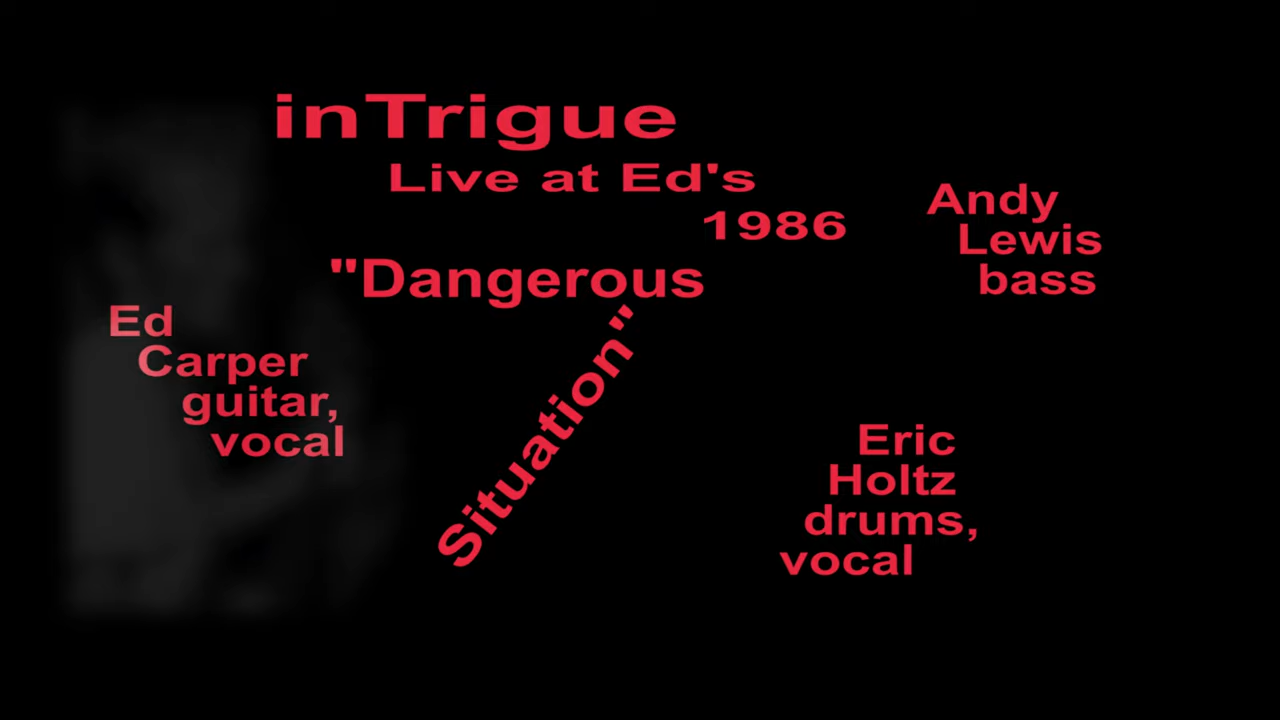 inTrigue
Live at Ed's
1986
"Dangerous
Situation"
Andy
Lewis
bass
Ed
Carper
guitar,
vocal
Eric
Holtz
drums,
vocal